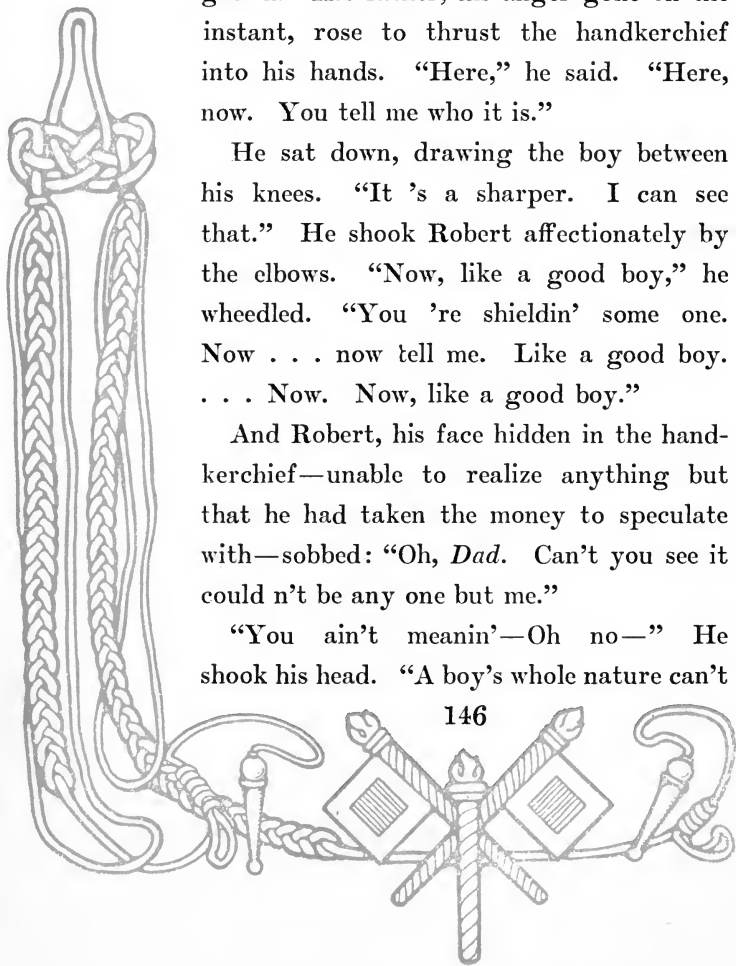 instant, rose to thrust the handkerchief
into his hands. “Here,” he said. “Here,
now. You tell me who it is.”
He sat down, drawing the boy between
his knees. “It ’s a sharper. I can see
that.” He shook Robert affectionately by
the elbows. “Now, like a good boy,” he
wheedled. “You ’re shieldin’ some one.
Now . . . now tell me. Like a good boy.
. . . Now. Now, like a good boy.”
And Robert, his face hidden in the hand-
kerchief—unable to realize anything but
that he had taken the money to speculate
with—sobbed: “Oh, Dad. Can’t you see it
could n’t be any one but me.”
“You ain’t meanin’—Oh no—” He
shook his head. “A boy’s whole nature can’t
146